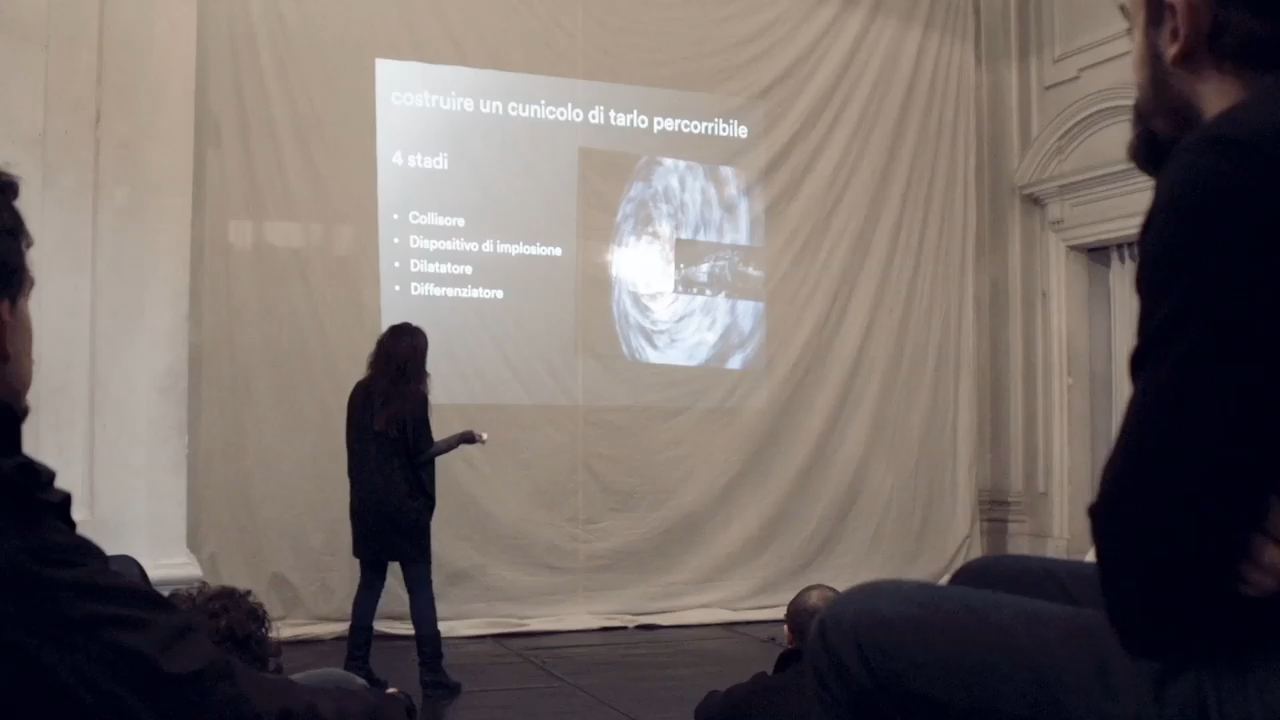 costruire un cunicolo di tarlo percorribile
4 stadi
• Collisore
• Dispositivo di implosione
• Dilatatore
• Differenziatore